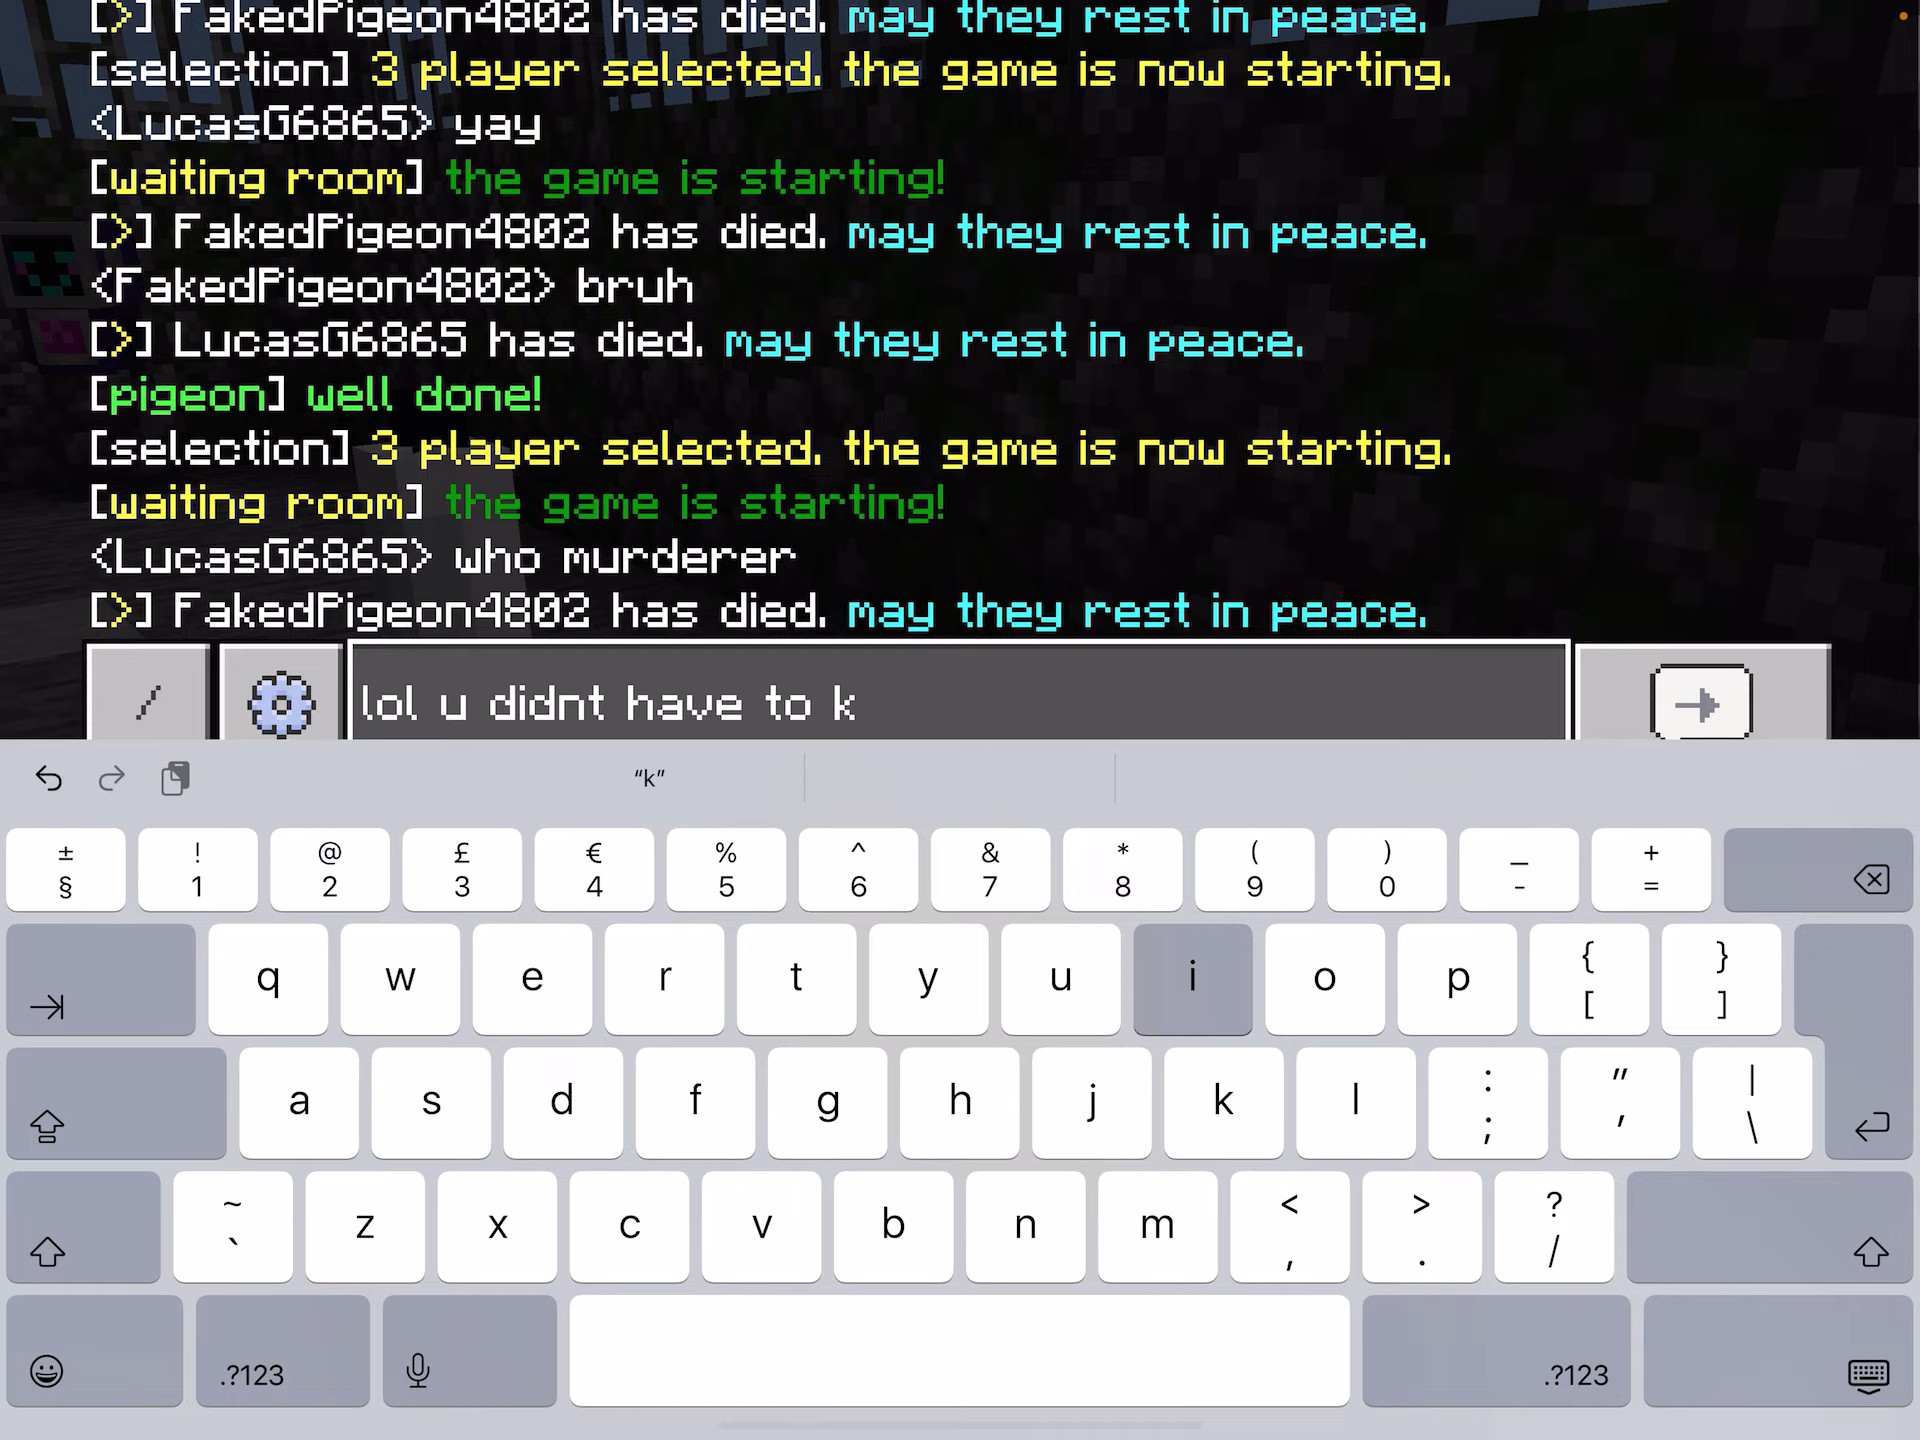 [>] FakedPigeon4802 has died. may they rest in peace.
[selection] 3 player selected. the game is now starting.
<LucasG6865> yay
[waiting room] the game is starting!
[>] FakedPigeon4802 has died. may they rest in peace.
<FakedPigeon4802> bruh
[>] LucasG6865 has died. may they rest in peace.
[pigeon] well done!
[selection] 3 player selected. the game is now starting.
[waiting room] the game is starting!
<LucasG6865> who murderer
[>] FakedPigeon4802 has died. may they rest in peace.
/ lol u didnt have to k
“k”
± ! @ £ € % ^ & * ( ) _ +
§ 1 2 3 4 5 6 7 8 9 0 - =
q w e r t y u i o p { [ } ]
a s d f g h j k l : ; " ' | \
~ ` z x c v b n m < , > . ? /
.?123 .?123